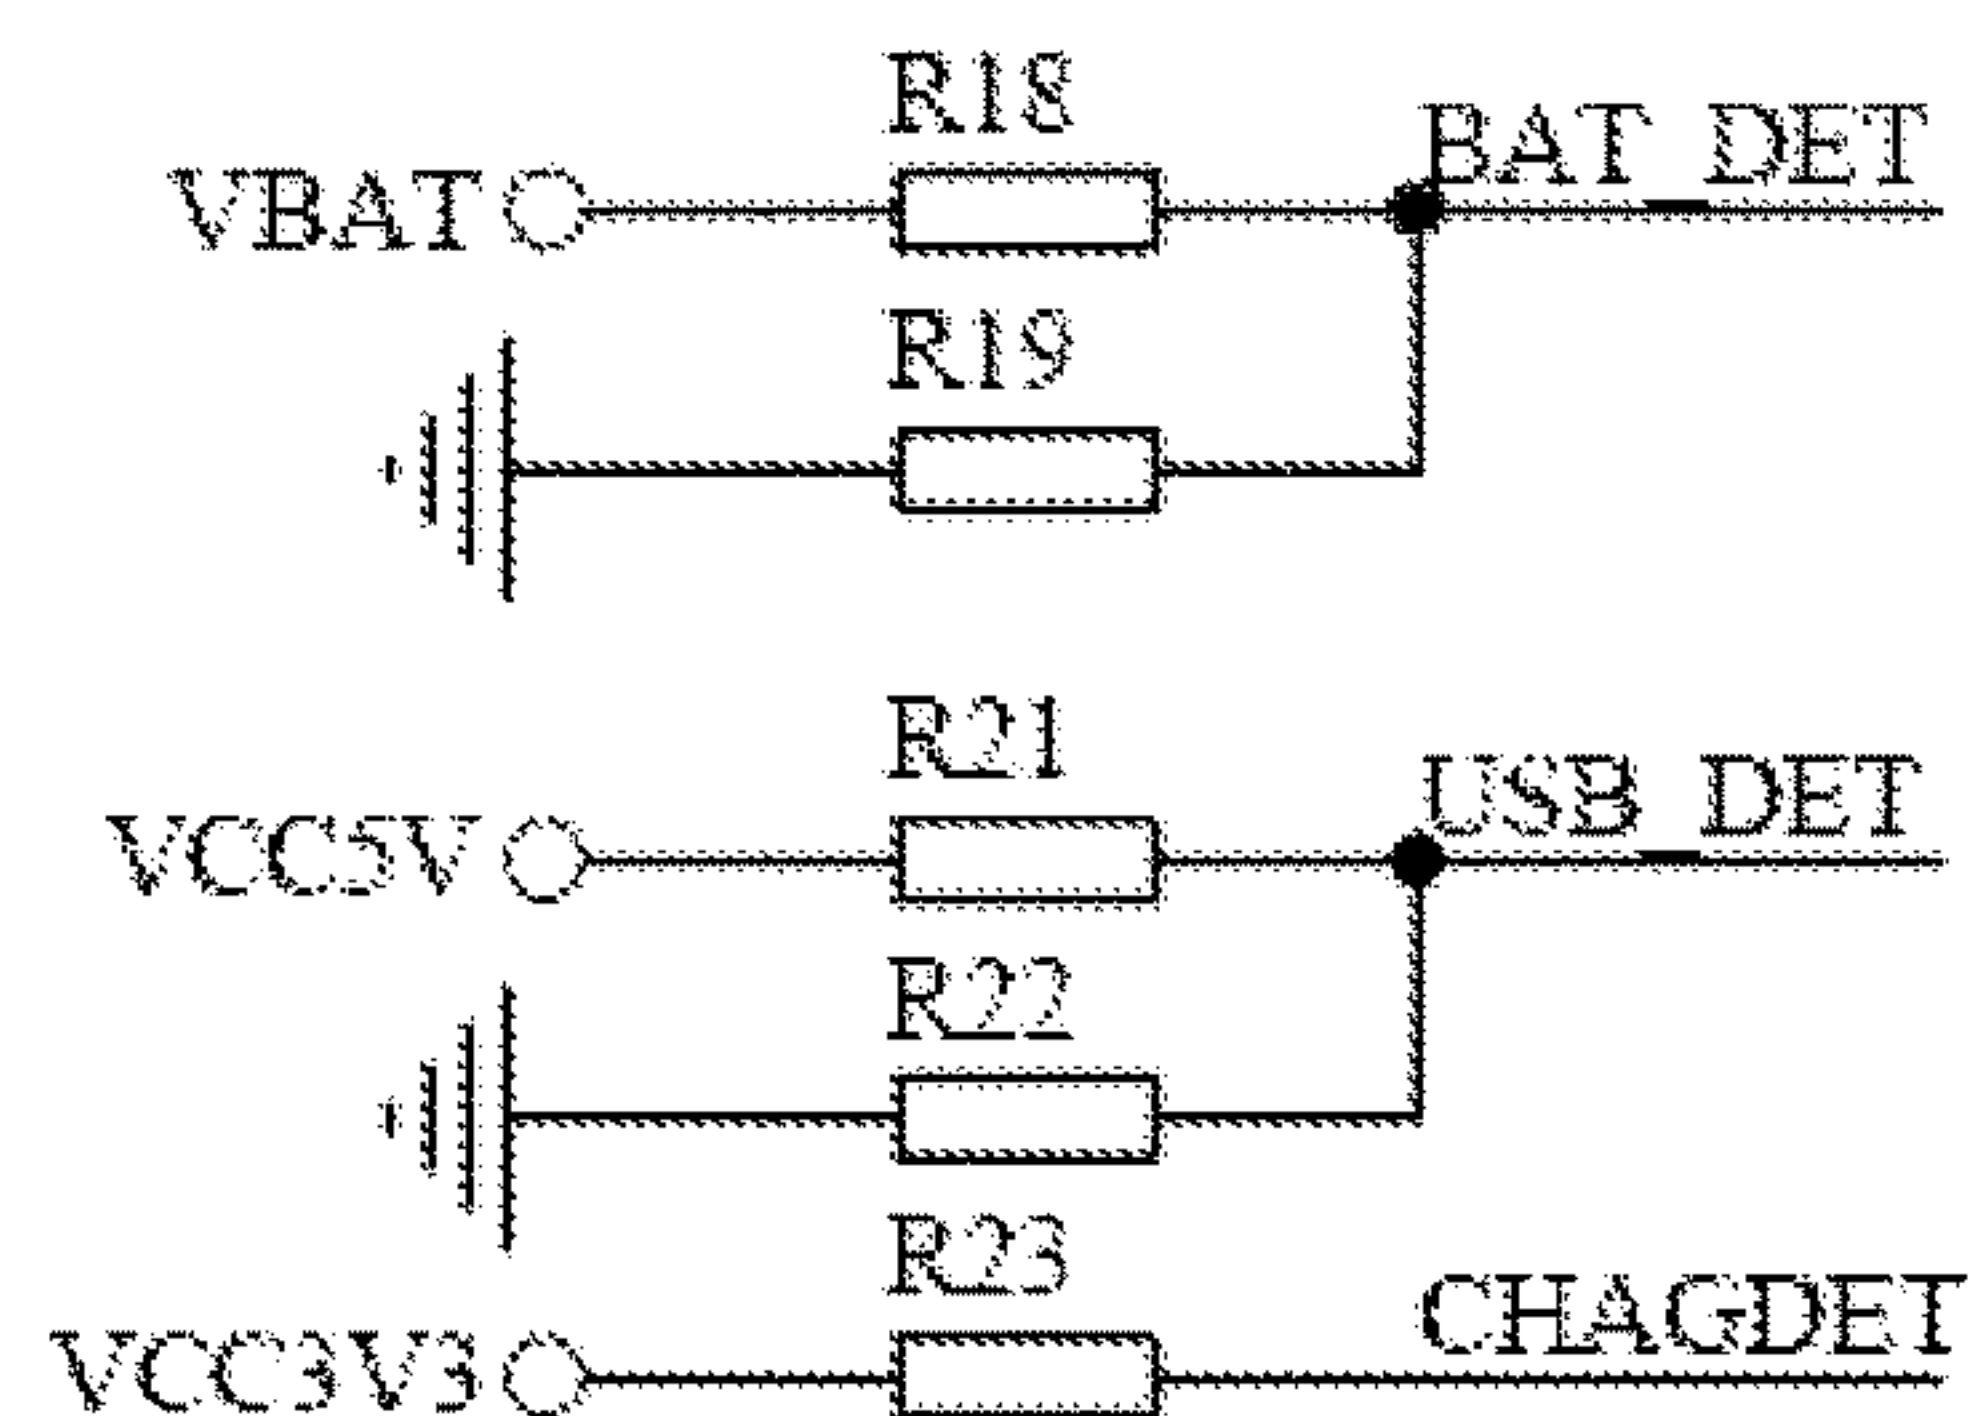 R18
VBAT BAT_DET
R19
R21
VCC5V USB_DET
R22
R23
VCC3V3 CHAGDET